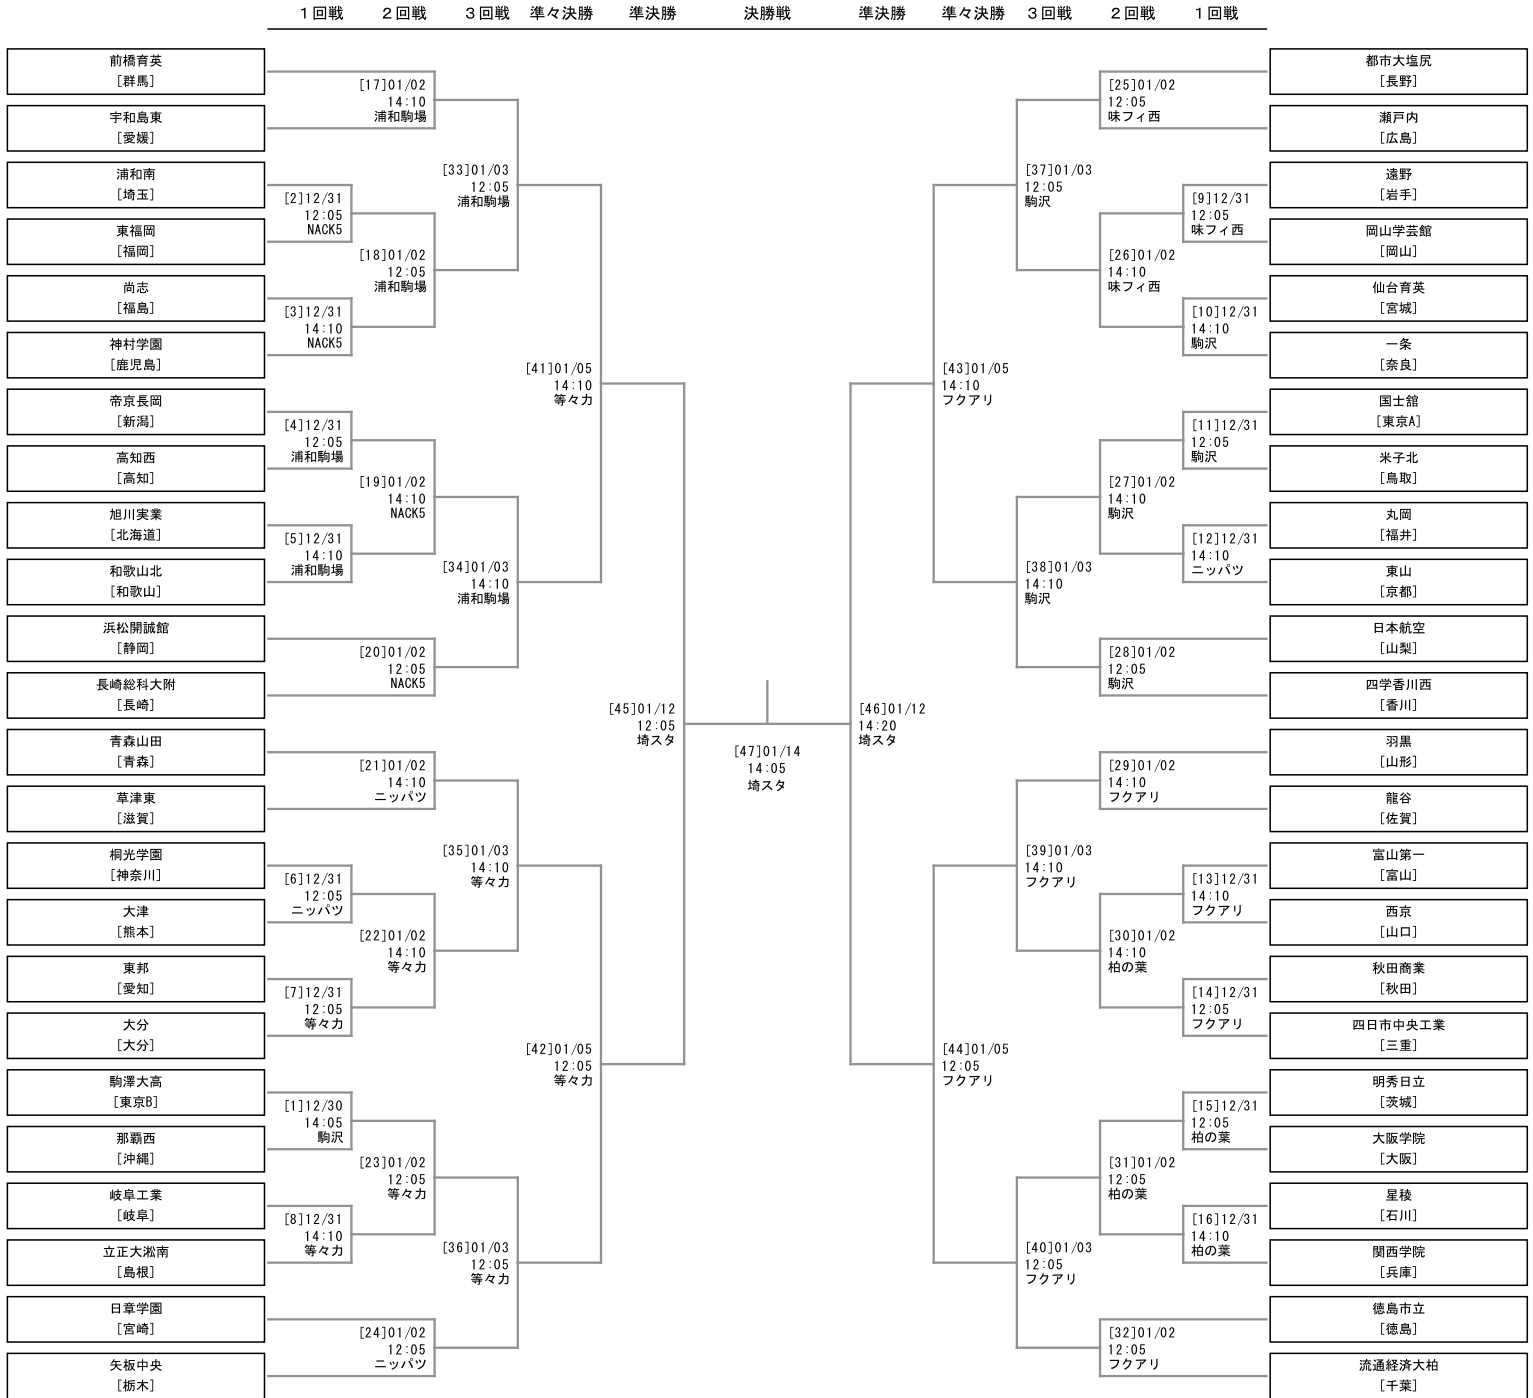 １回戦 ２回戦 ３回戦 準々決勝 準決勝 決勝戦 準決勝 準々決勝 ３回戦 ２回戦 １回戦
前橋育英
[群馬]
宇和島東
[愛媛]
浦和南
[埼玉]
東福岡
[福岡]
尚志
[福島]
神村学園
[鹿児島]
帝京長岡
[新潟]
高知西
[高知]
旭川実業
[北海道]
和歌山北
[和歌山]
浜松開誠館
[静岡]
長崎総科大附
[長崎]
青森山田
[青森]
草津東
[滋賀]
桐光学園
[神奈川]
大津
[熊本]
東邦
[愛知]
大分
[大分]
駒澤大高
[東京B]
那覇西
[沖縄]
岐阜工業
[岐阜]
立正大淞南
[島根]
日章学園
[宮崎]
矢板中央
[栃木]
[2]12/31
12:05
NACK5
[3]12/31
14:10
NACK5
[4]12/31
12:05
浦和駒場
[5]12/31
14:10
浦和駒場
[6]12/31
12:05
ニッパツ
[7]12/31
12:05
等々力
[1]12/30
14:05
駒沢
[8]12/31
14:10
等々力
[17]01/02
14:10
浦和駒場
[18]01/02
12:05
浦和駒場
[19]01/02
14:10
NACK5
[20]01/02
12:05
NACK5
[21]01/02
14:10
ニッパツ
[22]01/02
14:10
等々力
[23]01/02
12:05
等々力
[24]01/02
12:05
ニッパツ
[33]01/03
12:05
浦和駒場
[34]01/03
14:10
浦和駒場
[35]01/03
14:10
等々力
[36]01/03
12:05
等々力
[41]01/05
14:10
等々力
[42]01/05
12:05
等々力
[45]01/12
12:05
埼スタ
[47]01/14
14:05
埼スタ
[46]01/12
14:20
埼スタ
[43]01/05
14:10
フクアリ
[44]01/05
12:05
フクアリ
[37]01/03
12:05
駒沢
[38]01/03
14:10
駒沢
[39]01/03
14:10
フクアリ
[40]01/03
12:05
フクアリ
[25]01/02
12:05
味フィ西
[26]01/02
14:10
味フィ西
[27]01/02
14:10
駒沢
[28]01/02
12:05
駒沢
[29]01/02
14:10
フクアリ
[30]01/02
14:10
柏の葉
[31]01/02
12:05
柏の葉
[32]01/02
12:05
フクアリ
[9]12/31
12:05
味フィ西
[10]12/31
14:10
駒沢
[11]12/31
12:05
駒沢
[12]12/31
14:10
ニッパツ
[13]12/31
14:10
フクアリ
[14]12/31
12:05
フクアリ
[15]12/31
12:05
柏の葉
[16]12/31
14:10
柏の葉
都市大塩尻
[長野]
瀬戸内
[広島]
遠野
[岩手]
岡山学芸館
[岡山]
仙台育英
[宮城]
一条
[奈良]
国士舘
[東京A]
米子北
[鳥取]
丸岡
[福井]
東山
[京都]
日本航空
[山梨]
四学香川西
[香川]
羽黒
[山形]
龍谷
[佐賀]
富山第一
[富山]
西京
[山口]
秋田商業
[秋田]
四日市中央工業
[三重]
明秀日立
[茨城]
大阪学院
[大阪]
星稜
[石川]
関西学院
[兵庫]
徳島市立
[徳島]
流通経済大柏
[千葉]